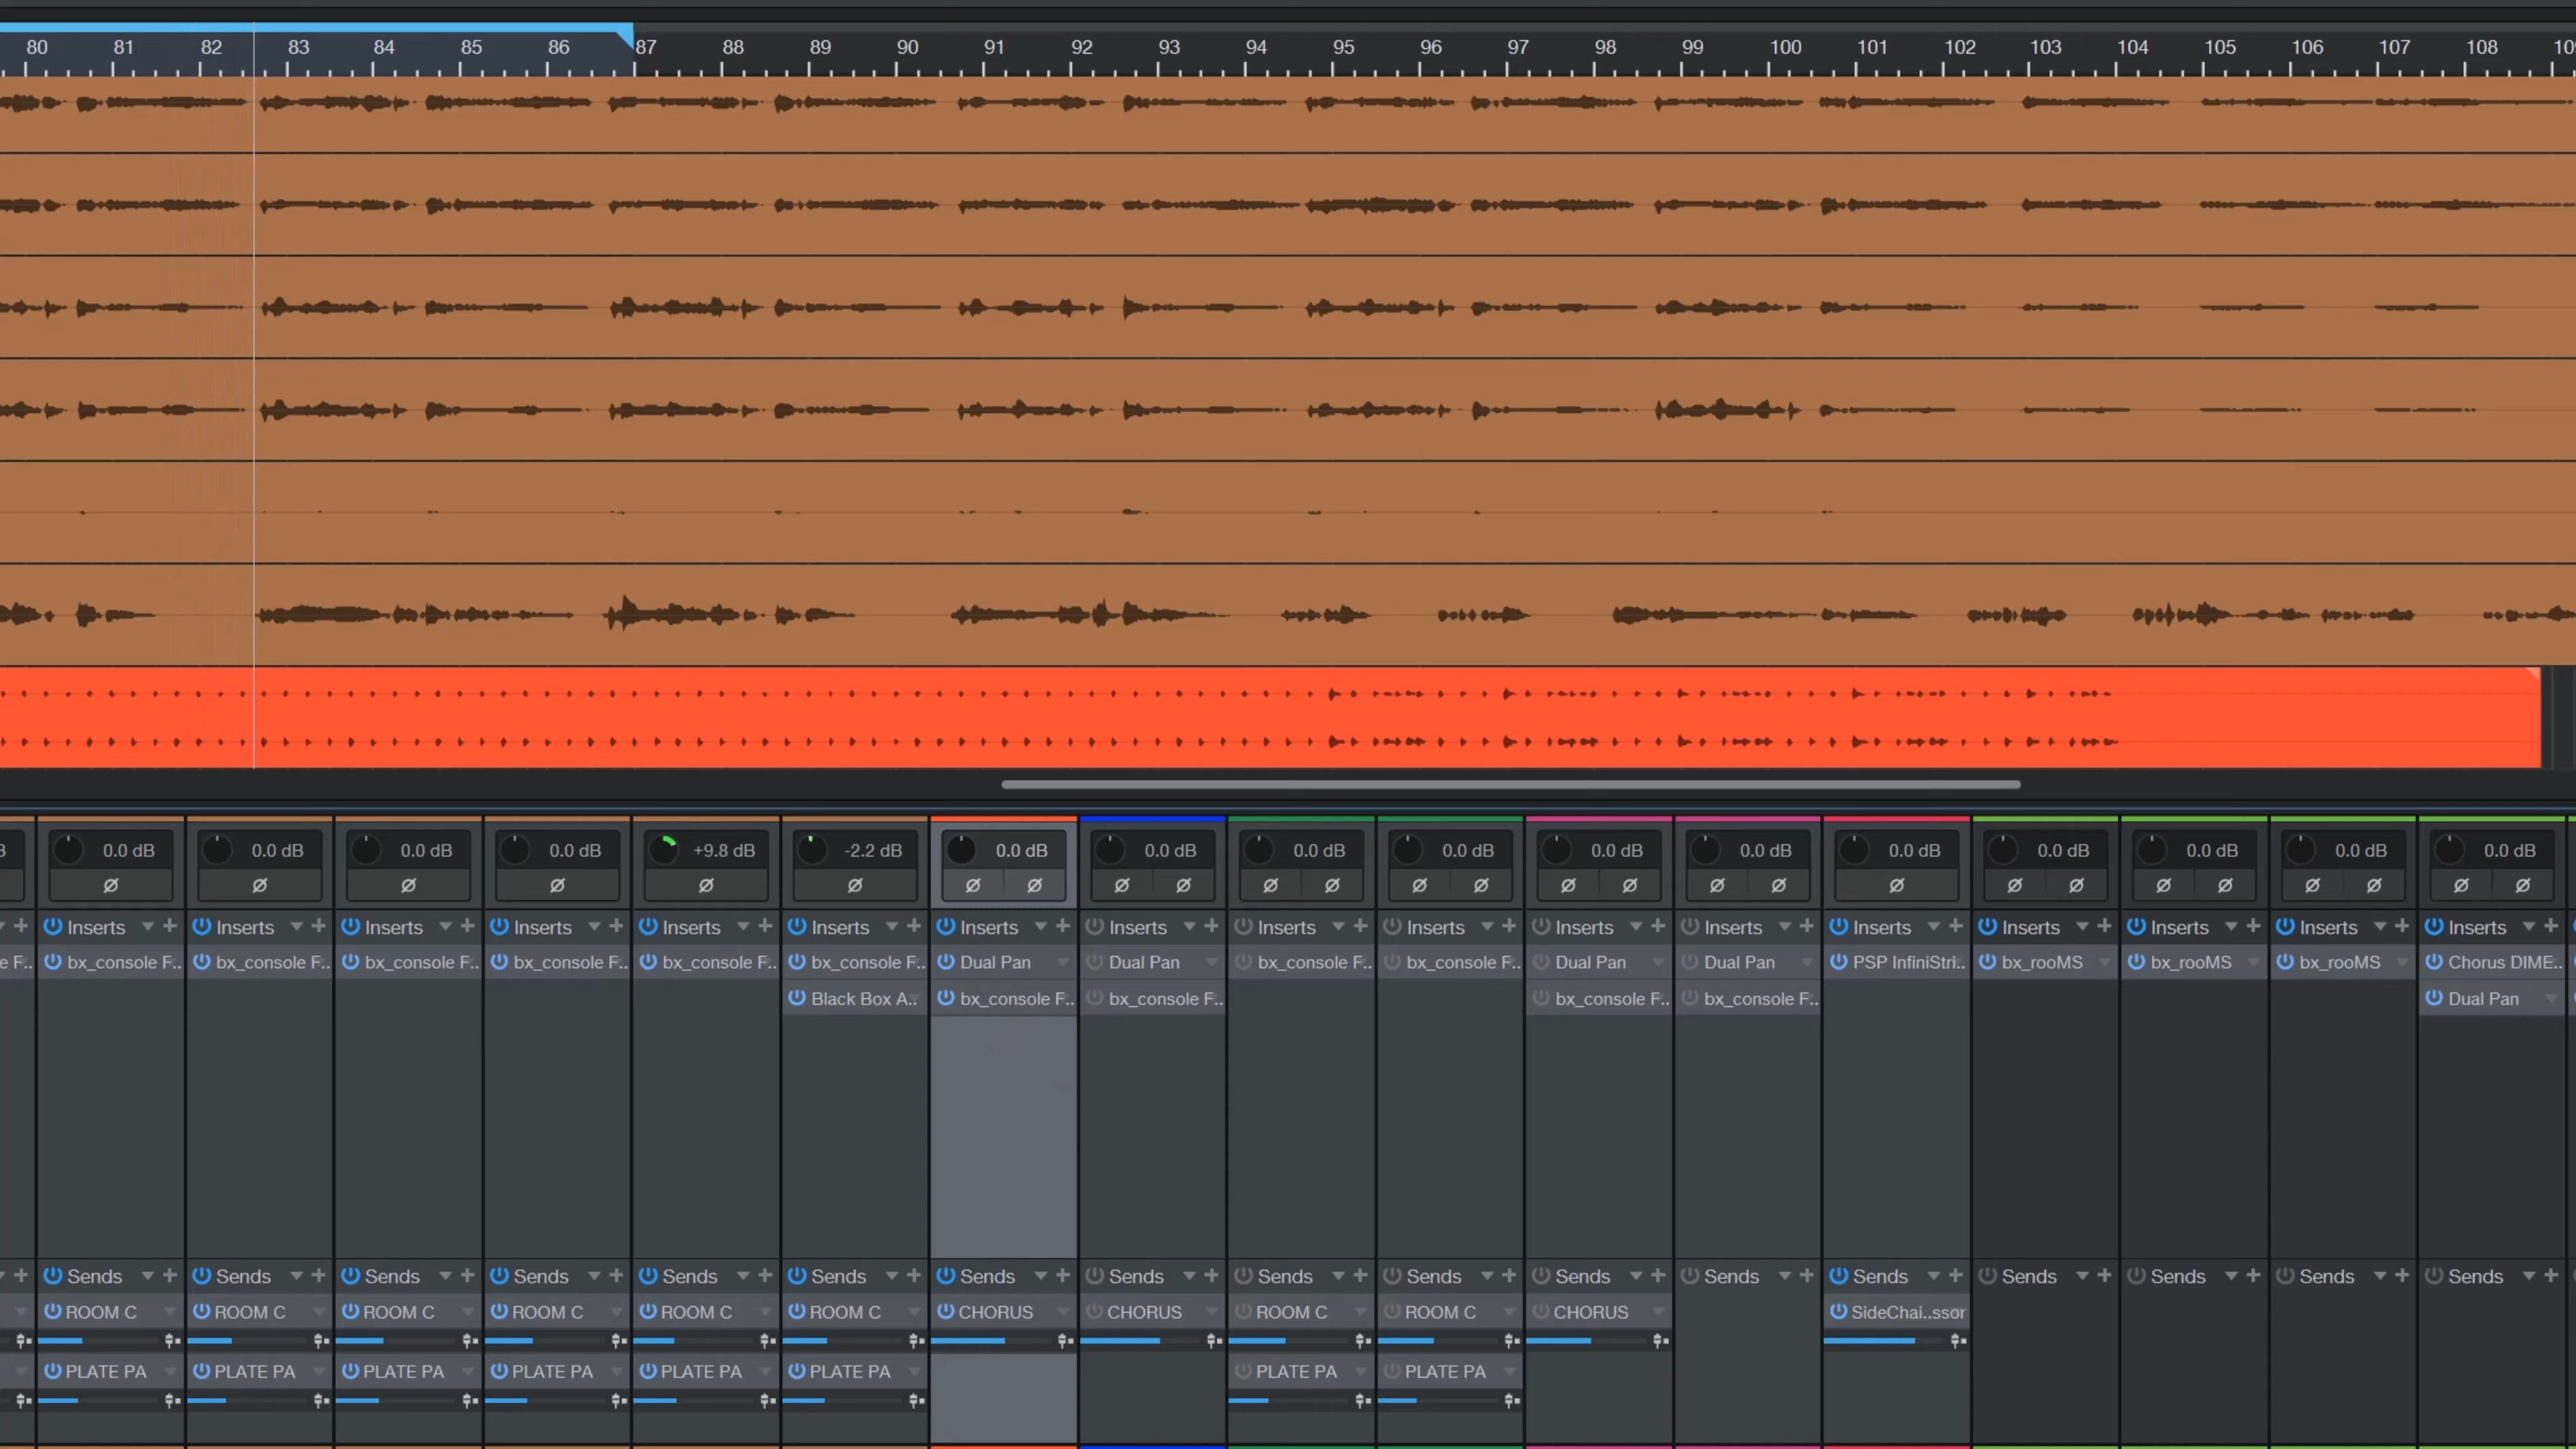 80 81 82 83 84 85 86 87 88 89 90 91 92 93 94 95 96 97 98 99 100 101 102 103 104 105 106 107 108
0.0 dB 0.0 dB 0.0 dB 0.0 dB +9.8 dB -2.2 dB 0.0 dB 0.0 dB 0.0 dB 0.0 dB 0.0 dB 0.0 dB 0.0 dB 0.0 dB 0.0 dB 0.0 dB 0.0 dB
Inserts Inserts Inserts Inserts Inserts Inserts Inserts Inserts Inserts Inserts Inserts Inserts Inserts Inserts Inserts Inserts Inserts
e F.. bx_console F.. bx_console F.. bx_console F.. bx_console F.. bx_console F.. bx_console F.. Dual Pan Dual Pan bx_console F.. bx_console F.. Dual Pan Dual Pan PSP InfiniStri.. bx_rooMS bx_rooMS bx_rooMS Chorus DIME..
Black Box A.. bx_console F.. bx_console F.. bx_console F.. bx_console F.. Dual Pan
Sends Sends Sends Sends Sends Sends Sends Sends Sends Sends Sends Sends Sends Sends Sends Sends Sends
ROOM C ROOM C ROOM C ROOM C ROOM C ROOM C CHORUS CHORUS ROOM C ROOM C CHORUS SideChai..ssor
PLATE PA PLATE PA PLATE PA PLATE PA PLATE PA PLATE PA PLATE PA PLATE PA